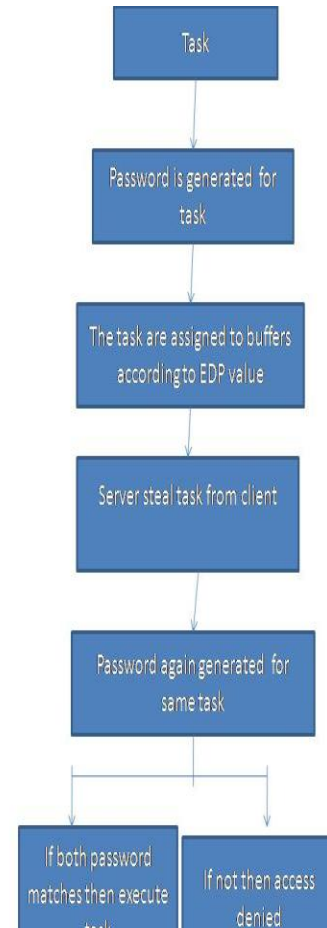 Task
Password is generated for
task
The task are assigned to buffers
according to EDP value
Server steal task from client
Password again generated for
same task
If both password
matches then execute
task
If not then access
denied